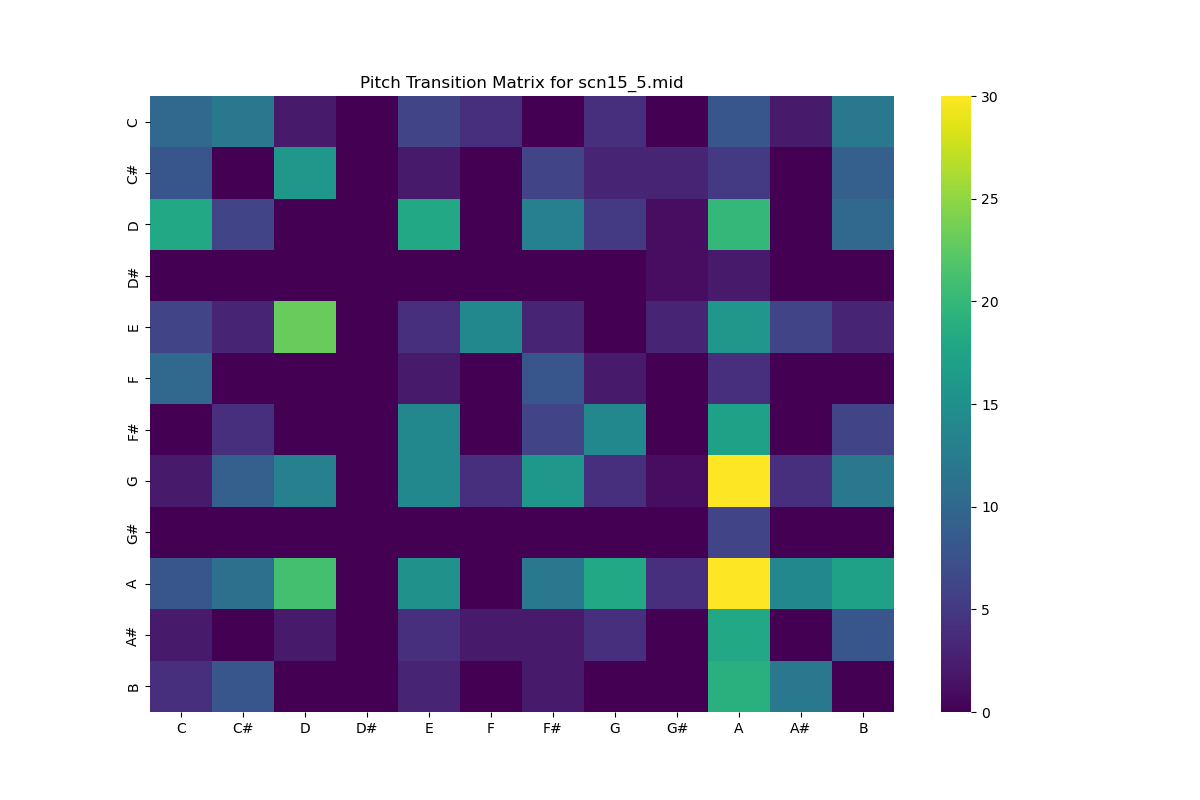 Pitch Transition Matrix for scn15_5.mid
C
C#
D
D#
E
F
F#
G
G#
A
A#
B
C C# D D# E F F# G G# A A# B
30
25
20
15
10
5
0